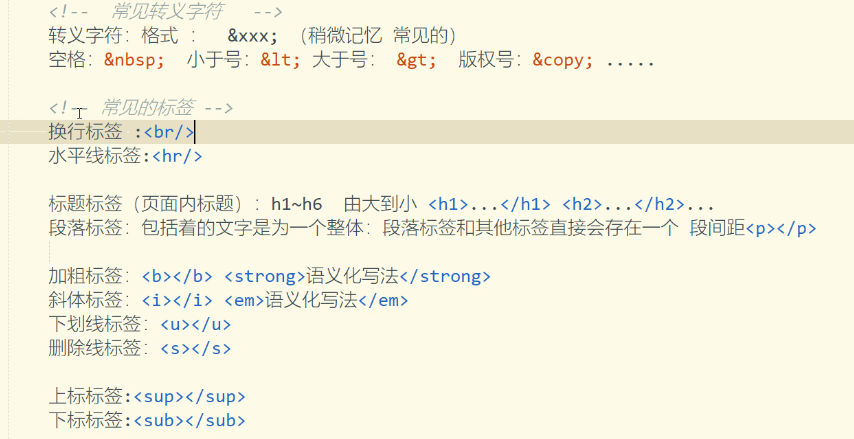 <!--  常见转义字符   -->
转义字符：格式 ：  &xxx; （稍微记忆 常见的）
空格：&nbsp;  小于号：&lt; 大于号： &gt;  版权号：&copy; .....
<!-- 常见的标签 -->
换行标签 :<br/>
水平线标签:<hr/>
标题标签（页面内标题）：h1~h6  由大到小 <h1>...</h1> <h2>...</h2>...
段落标签：包括着的文字是为一个整体：段落标签和其他标签直接会存在一个 段间距<p></p>
加粗标签：<b></b> <strong>语义化写法</strong>
斜体标签：<i></i> <em>语义化写法</em>
下划线标签：<u></u>
删除线标签：<s></s>
上标标签:<sup></sup>
下标标签:<sub></sub>